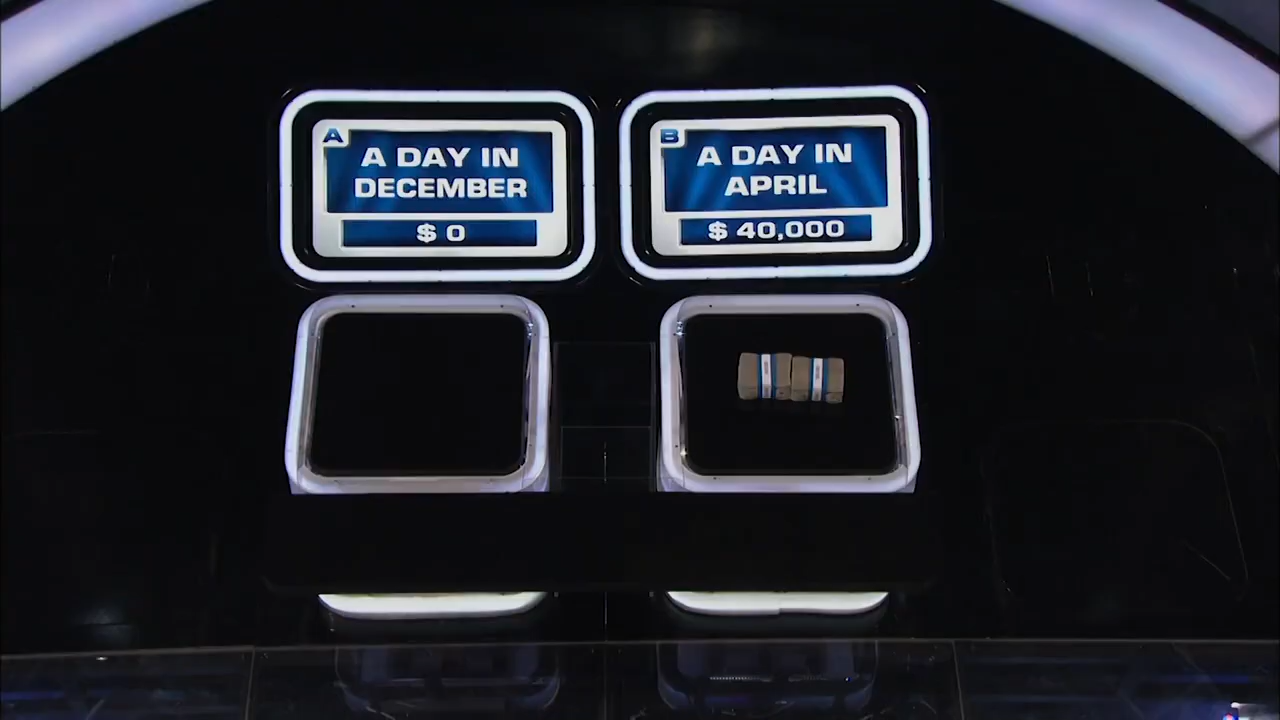 A
A DAY IN
DECEMBER
$ 0
B
A DAY IN
APRIL
$ 40,000